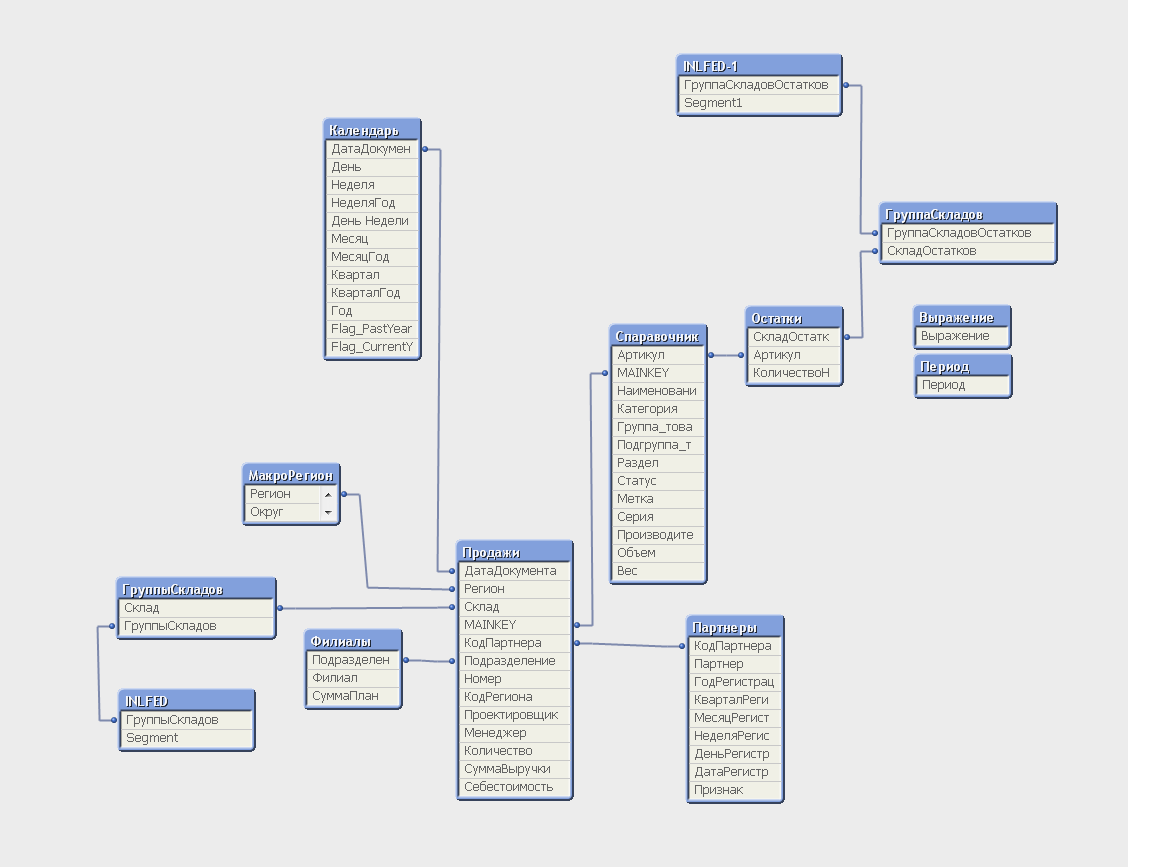 INLFED-1
ГруппаСкладовОстатков
Segment1
Календарь
ДатаДокумен
День
Неделя
НеделяГод
День Недели
Месяц
МесяцГод
Квартал
КварталГод
Год
Flag_PastYear
Flag_CurrentY
ГруппаСкладов
ГруппаСкладовОстатков
СкладОстатков
Остатки
СкладОстатк
Артикул
КоличествоН
Выражение
Выражение
Период
Период
Спаравочник
Артикул
MAINKEY
Наименовани
Категория
Группа_това
Подгруппа_т
Раздел
Статус
Метка
Серия
Производите
Объем
Вес
МакроРегион
Регион
Округ
Продажи
ДатаДокумента
Регион
Склад
MAINKEY
КодПартнера
Подразделение
Номер
КодРегиона
Проектировщик
Менеджер
Количество
СуммаВыручки
Себестоимость
ГруппыСкладов
Склад
ГруппыСкладов
Филиалы
Подразделен
Филиал
СуммаПлан
INLFED
ГруппыСкладов
Segment
Партнеры
КодПартнера
Партнер
ГодРегистрац
КварталРеги
МесяцРегист
НеделяРегис
ДеньРегистр
ДатаРегистр
Признак